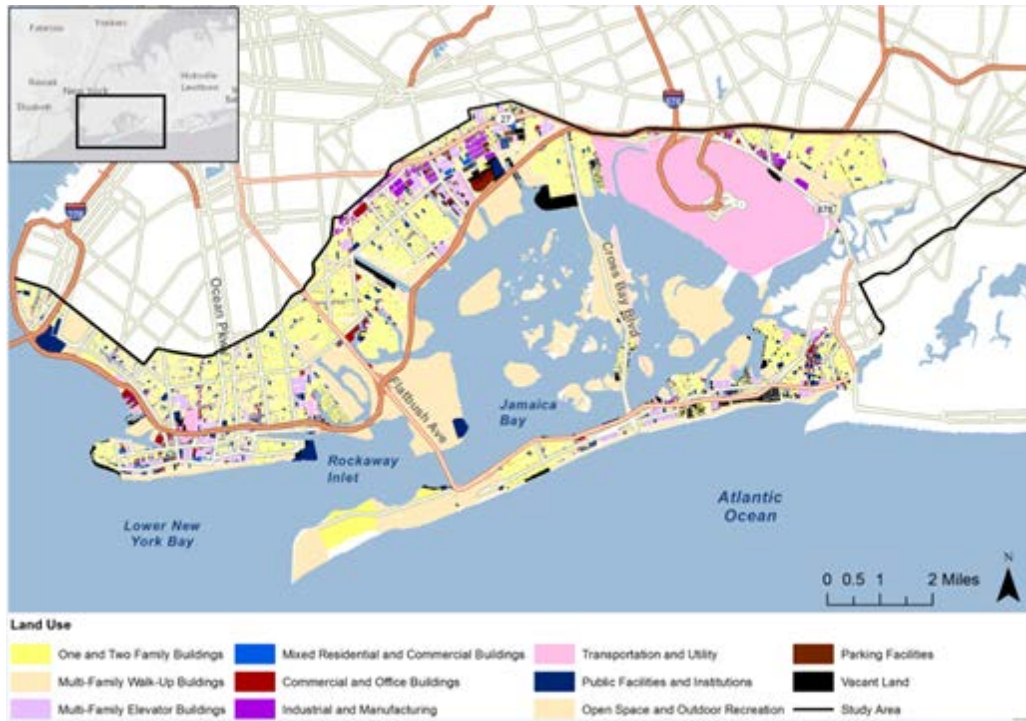 Paterson
Yonkers
Newark
New York
Hicksville
Levittown
Elizabeth
27
678
278
878
Ocean Pkwy
Cross Bay Blvd
Flatbush Ave
Jamaica
Bay
Rockaway
Inlet
Lower New
York Bay
Atlantic
Ocean
N
0 0.5 1 2 Miles
Land Use
One and Two Family Buildings
Mixed Residential and Commercial Buildings
Transportation and Utility
Parking Facilities
Multi-Family Walk-Up Buldings
Commercial and Office Buildings
Public Facilities and Institutions
Vacant Land
Multi-Family Elevator Buildings
Industrial and Manufacturing
Open Space and Outdoor Recreation
Study Area